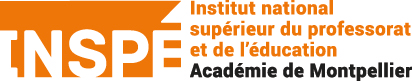 INSPÉ
Institut national
supérieur du professorat
et de l'éducation
Académie de Montpellier